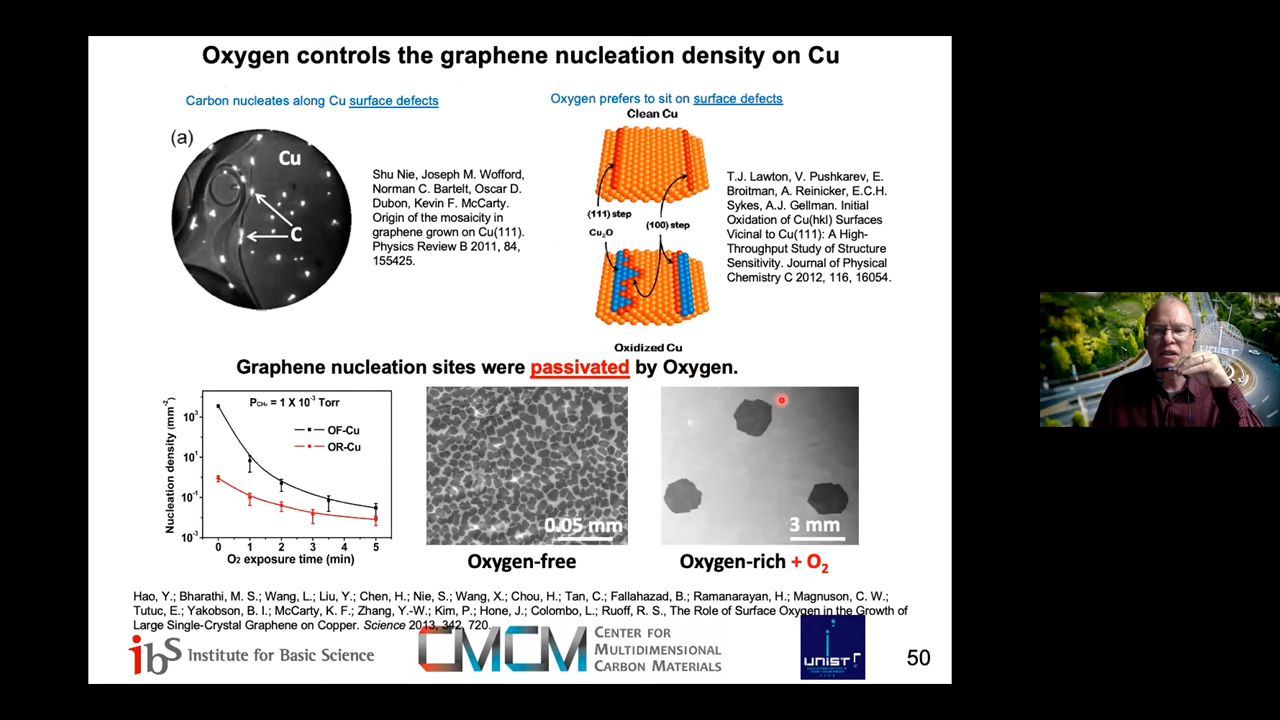 Oxygen controls the graphene nucleation density on Cu
Carbon nucleates along Cu surface defects
Oxygen prefers to sit on surface defects
(a)
Cu
C
Shu Nie, Joseph M. Wofford,
Norman C. Bartelt, Oscar D.
Dubon, Kevin F. McCarty.
Origin of the mosaicity in
graphene grown on Cu(111).
Physics Review B 2011, 84,
155425.
Clean Cu
(111) step
(100) step
Cu2O
Oxidized Cu
T.J. Lawton, V. Pushkarev, E.
Broitman, A. Reinicker, E.C.H.
Sykes, A.J. Gellman. Initial
Oxidation of Cu(hkl) Surfaces
Vicinal to Cu(111): A High-
Throughput Study of Structure
Sensitivity. Journal of Physical
Chemistry C 2012, 116, 16054.
Graphene nucleation sites were passivated by Oxygen.
PCH4 = 1 X 10-3 Torr
OF-Cu
OR-Cu
Nucleation density (mm-2)
103
101
10-1
10-3
0 1 2 3 4 5
O2 exposure time (min)
0.05 mm
Oxygen-free
3 mm
Oxygen-rich + O2
Hao, Y.; Bharathi, M. S.; Wang, L.; Liu, Y.; Chen, H.; Nie, S.; Wang, X.; Chou, H.; Tan, C.; Fallahazad, B.; Ramanarayan, H.; Magnuson, C. W.;
Tutuc, E.; Yakobson, B. I.; McCarty, K. F.; Zhang, Y.-W.; Kim, P.; Hone, J.; Colombo, L.; Ruoff, R. S., The Role of Surface Oxygen in the Growth of
Large Single-Crystal Graphene on Copper. Science 2013, 342, 720.
ibS Institute for Basic Science
CMCM
CENTER FOR
MULTIDIMENSIONAL
CARBON MATERIALS
UNIST
50
UNIST